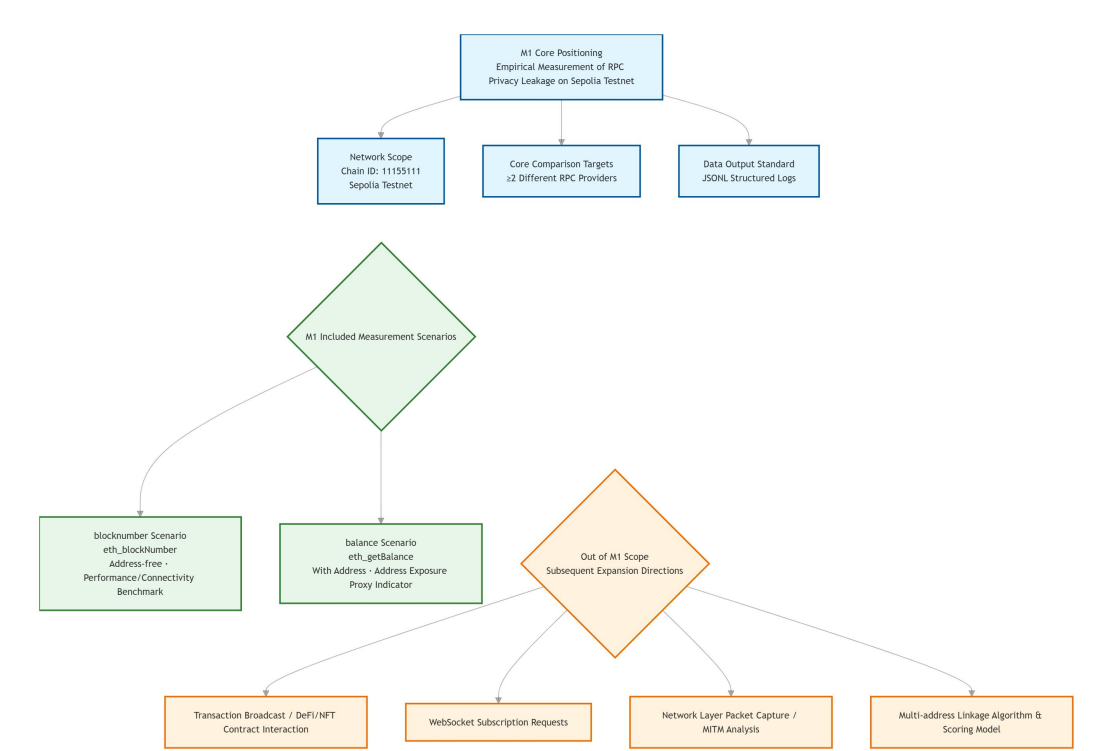 M1 Core Positioning
Empirical Measurement of RPC
Privacy Leakage on Sepolia Testnet
Network Scope
Chain ID: 11155111
Sepolia Testnet
Core Comparison Targets
≥2 Different RPC Providers
Data Output Standard
JSONL Structured Logs
M1 Included Measurement Scenarios
blocknumber Scenario
eth_blockNumber
Address-free ·
Performance/Connectivity
Benchmark
balance Scenario
eth_getBalance
With Address · Address Exposure
Proxy Indicator
Out of M1 Scope
Subsequent Expansion Directions
Transaction Broadcast / DeFi/NFT
Contract Interaction
WebSocket Subscription Requests
Network Layer Packet Capture /
MITM Analysis
Multi-address Linkage Algorithm &
Scoring Model